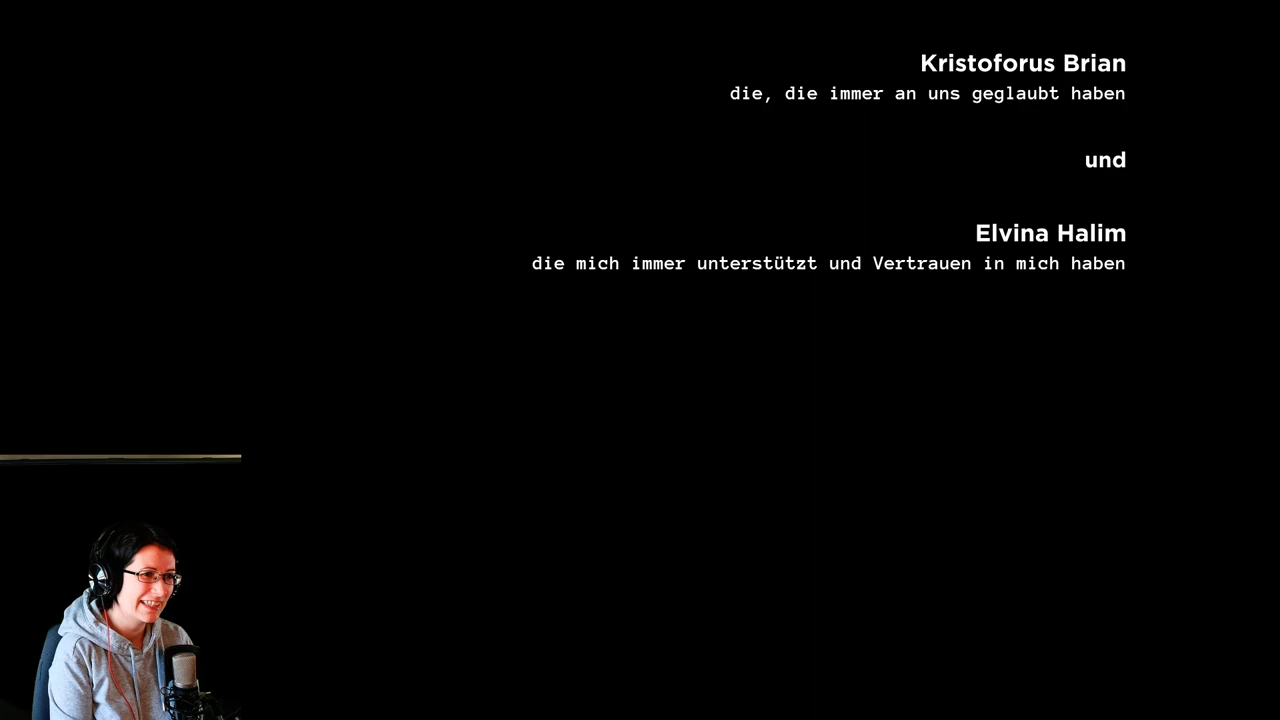 Kristoforus Brian
die, die immer an uns geglaubt haben
und
Elvina Halim
die mich immer unterstützt und Vertrauen in mich haben